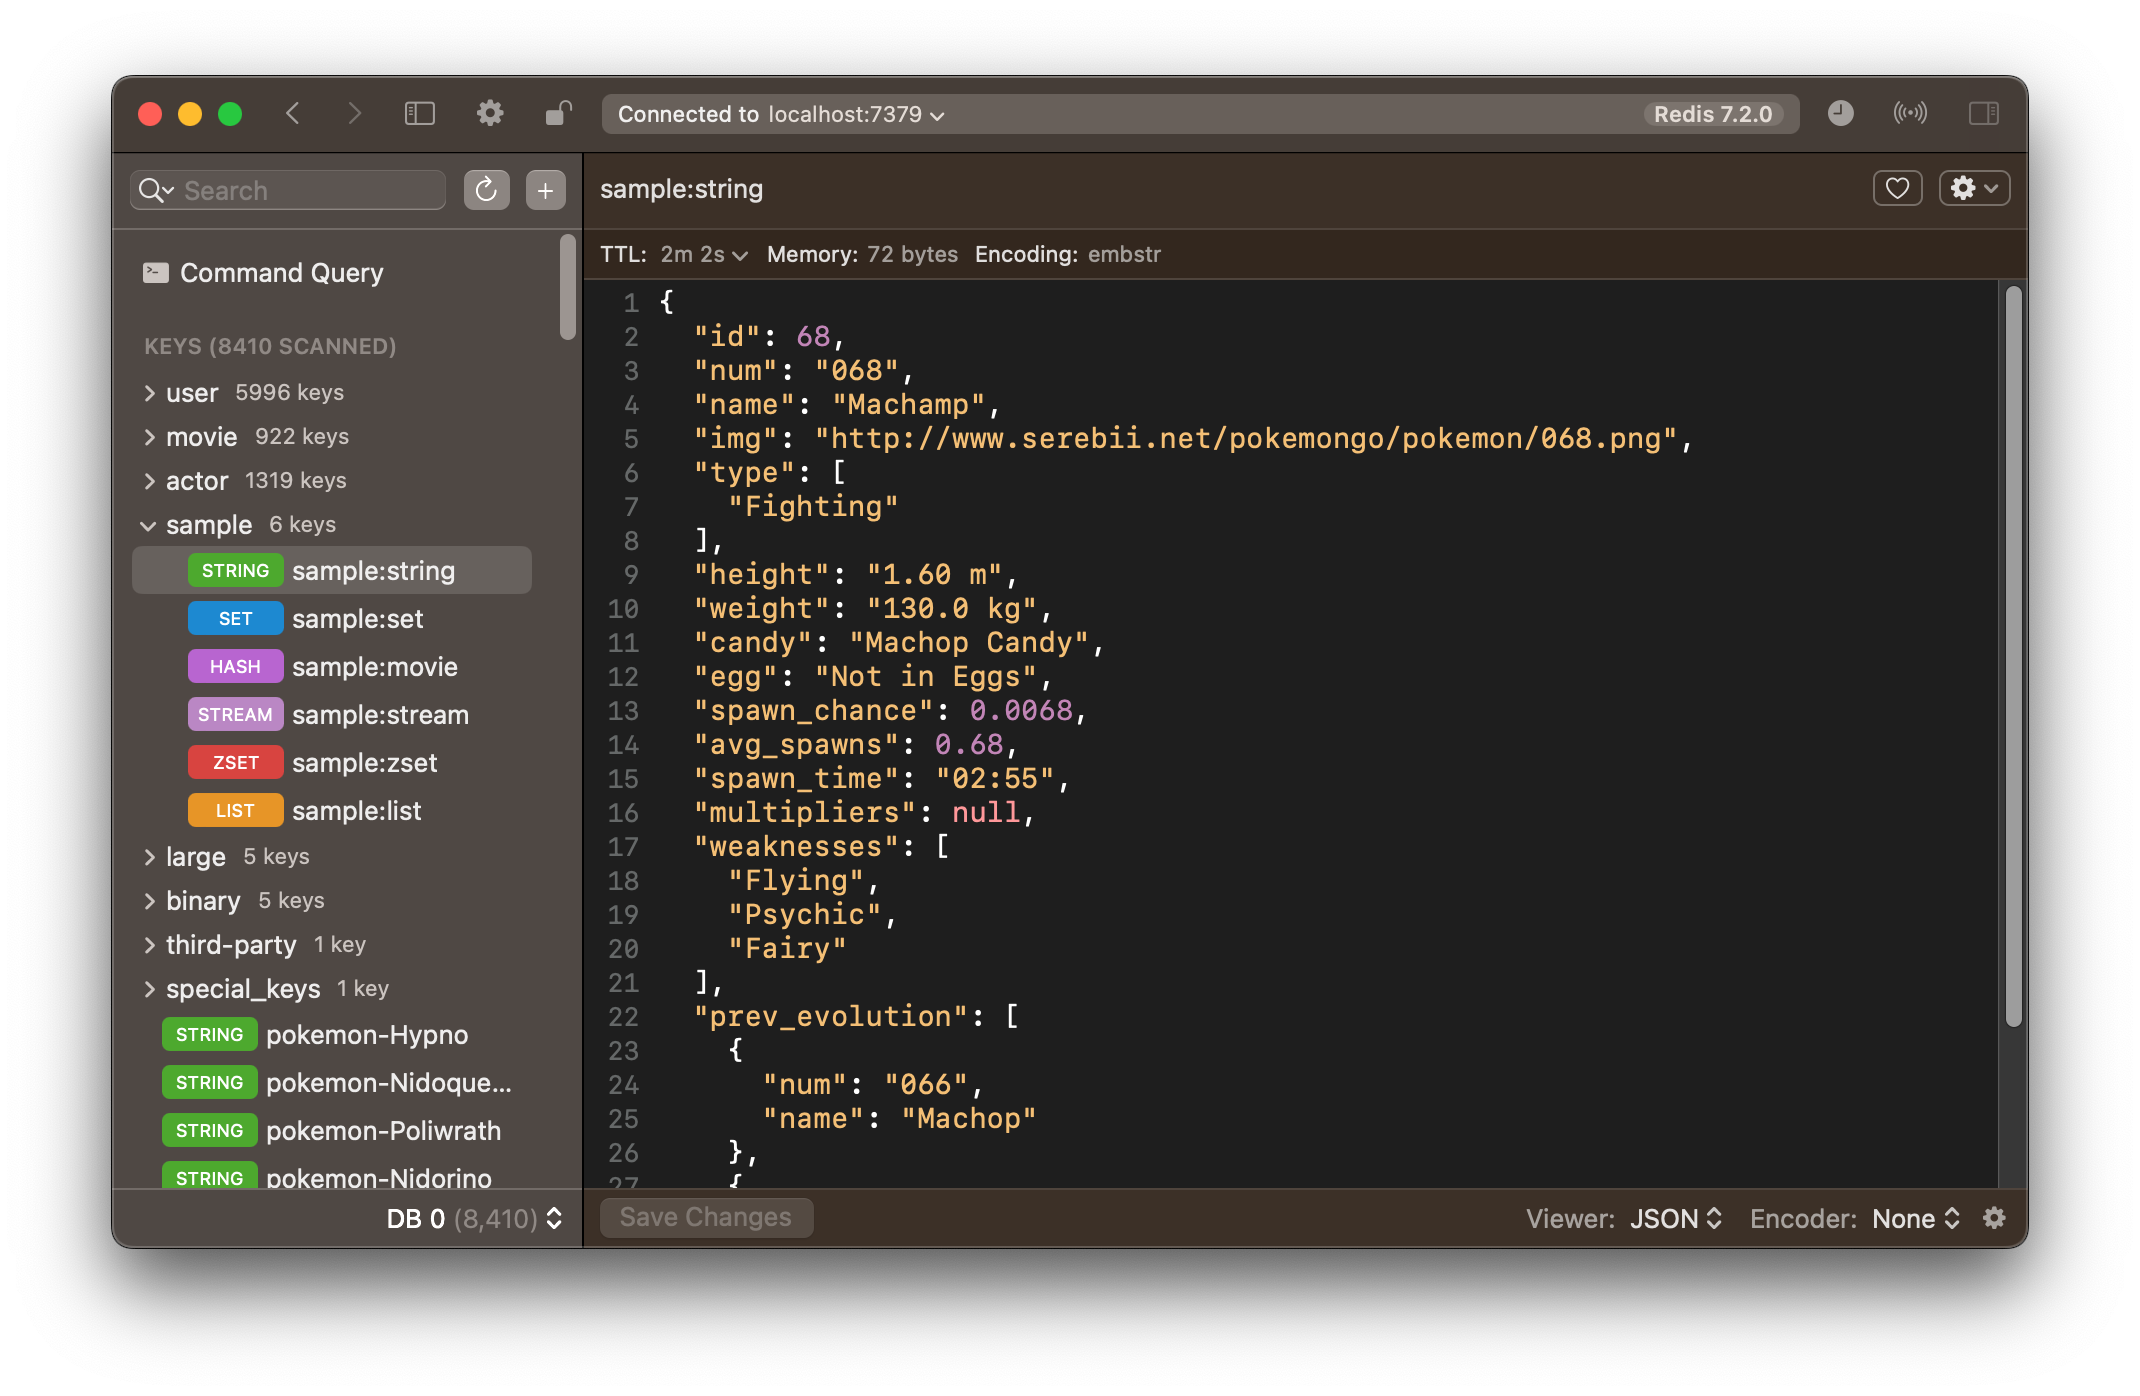 Connected to localhost:7379
Redis 7.2.0
Search
Command Query
KEYS (8410 SCANNED)
user 5996 keys
movie 922 keys
actor 1319 keys
sample 6 keys
STRING sample:string
SET sample:set
HASH sample:movie
STREAM sample:stream
ZSET sample:zset
LIST sample:list
large 5 keys
binary 5 keys
third-party 1 key
special_keys 1 key
STRING pokemon-Hypno
STRING pokemon-Nidoque...
STRING pokemon-Poliwrath
STRING pokemon-Nidorino
DB 0 (8,410)
sample:string
TTL: 2m 2s Memory: 72 bytes Encoding: embstr
1 {
2 "id": 68,
3 "num": "068",
4 "name": "Machamp",
5 "img": "http://www.serebii.net/pokemongo/pokemon/068.png",
6 "type": [
7 "Fighting"
8 ],
9 "height": "1.60 m",
10 "weight": "130.0 kg",
11 "candy": "Machop Candy",
12 "egg": "Not in Eggs",
13 "spawn_chance": 0.0068,
14 "avg_spawns": 0.68,
15 "spawn_time": "02:55",
16 "multipliers": null,
17 "weaknesses": [
18 "Flying",
19 "Psychic",
20 "Fairy"
21 ],
22 "prev_evolution": [
23 {
24 "num": "066",
25 "name": "Machop"
26 },
27 {
Save Changes
Viewer: JSON Encoder: None